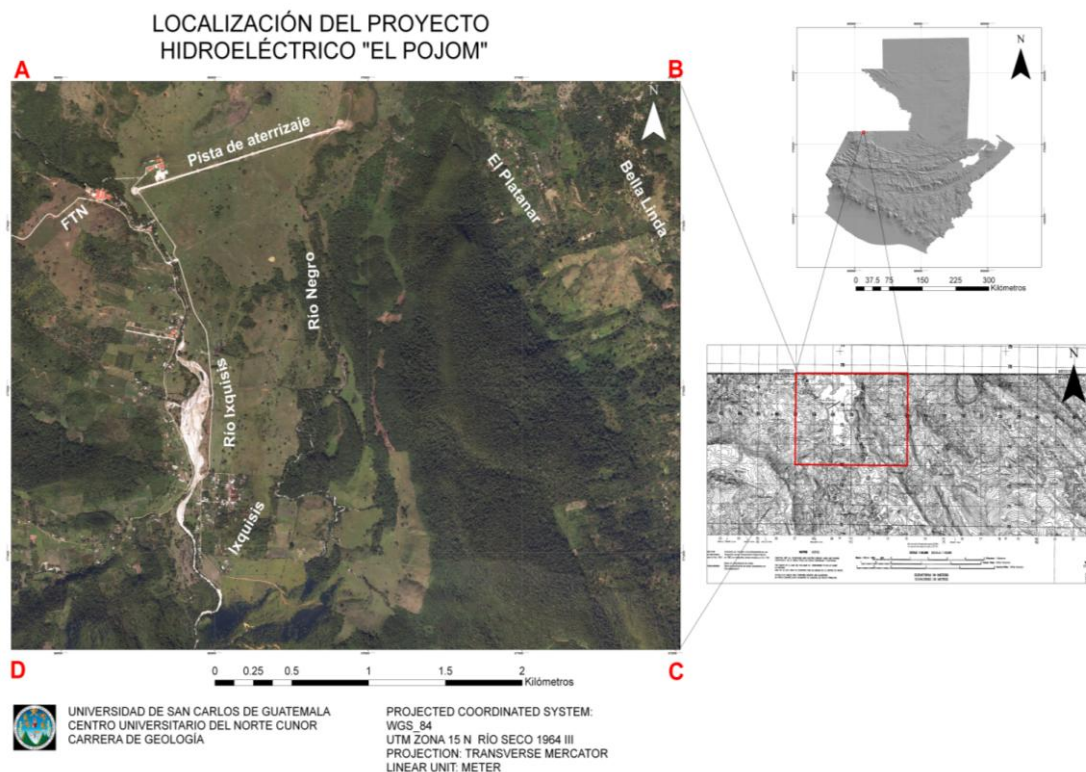 LOCALIZACIÓN DEL PROYECTO
HIDROELÉCTRICO "EL POJOM"
A
B
N
Pista de aterrizaje
El Platanar
Bella Linda
FTN
Río Negro
Río Ixquisis
Ixquisis
D
C
0 0.25 0.5 1 1.5 2
Kilómetros
N
0 37.5 75 150 225 300
Kilómetros
N
UNIVERSIDAD DE SAN CARLOS DE GUATEMALA
CENTRO UNIVERSITARIO DEL NORTE CUNOR
CARRERA DE GEOLOGÍA
PROJECTED COORDINATED SYSTEM:
WGS_84
UTM ZONA 15 N RÍO SECO 1964 III
PROJECTION: TRANSVERSE MERCATOR
LINEAR UNIT: METER